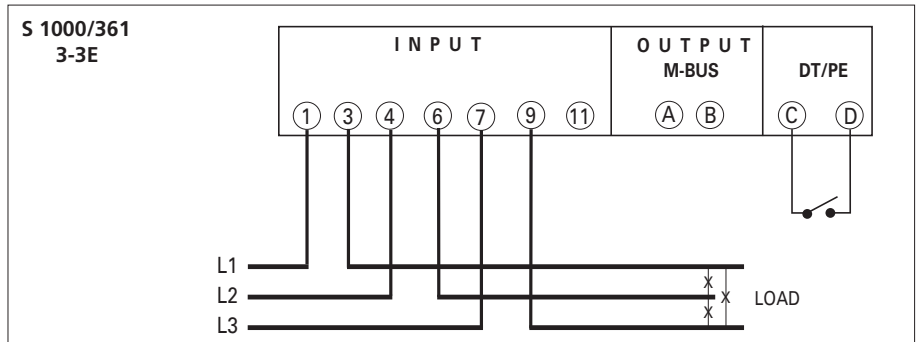 S 1000/361
3-3E
I N P U T
O U T P U T
M-BUS
DT/PE
1 3 4 6 7 9 11 A B C D
L1
L2
L3
X
X X
LOAD